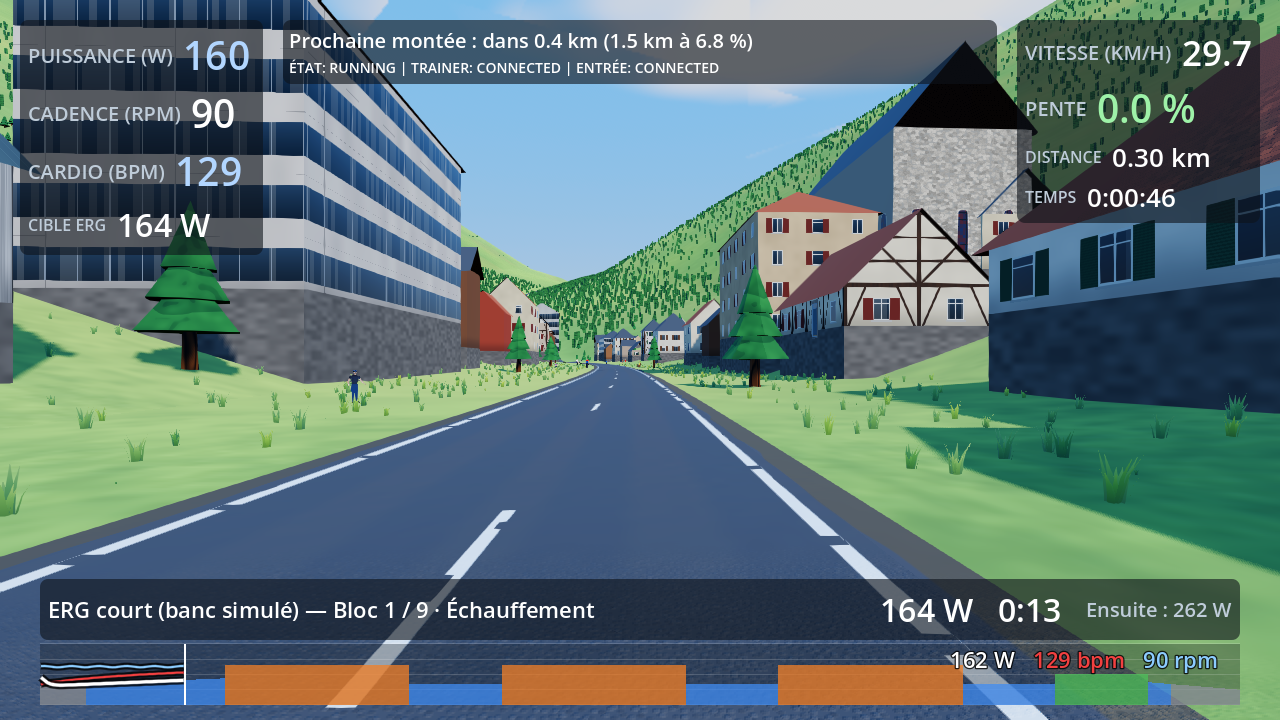 PUISSANCE (W) 160
CADENCE (RPM) 90
CARDIO (BPM) 129
CIBLE ERG 164 W
Prochaine montée : dans 0.4 km (1.5 km à 6.8 %)
ÉTAT: RUNNING | TRAINER: CONNECTED | ENTRÉE: CONNECTED
VITESSE (KM/H) 29.7
PENTE 0.0 %
DISTANCE 0.30 km
TEMPS 0:00:46
ERG court (banc simulé) — Bloc 1 / 9 · Échauffement 164 W 0:13 Ensuite : 262 W
162 W 129 bpm 90 rpm